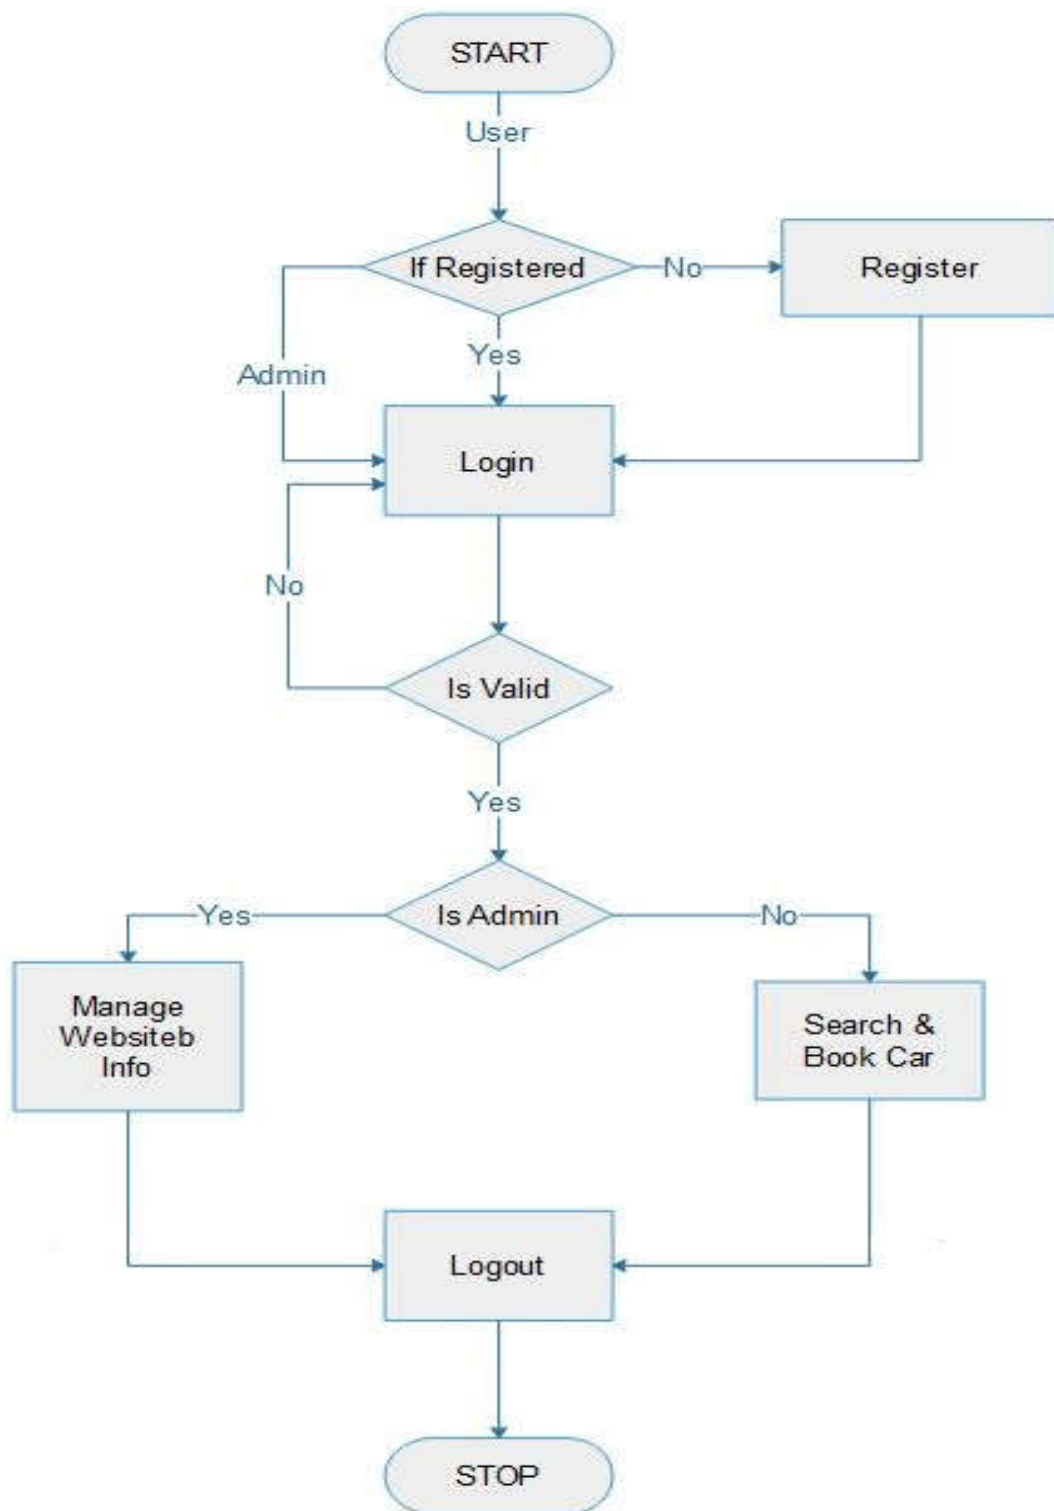 START
User
If Registered
No
Register
Yes
Admin
Login
No
Is Valid
Yes
Is Admin
Yes
No
Manage
Websiteb
Info
Search &
Book Car
Logout
STOP